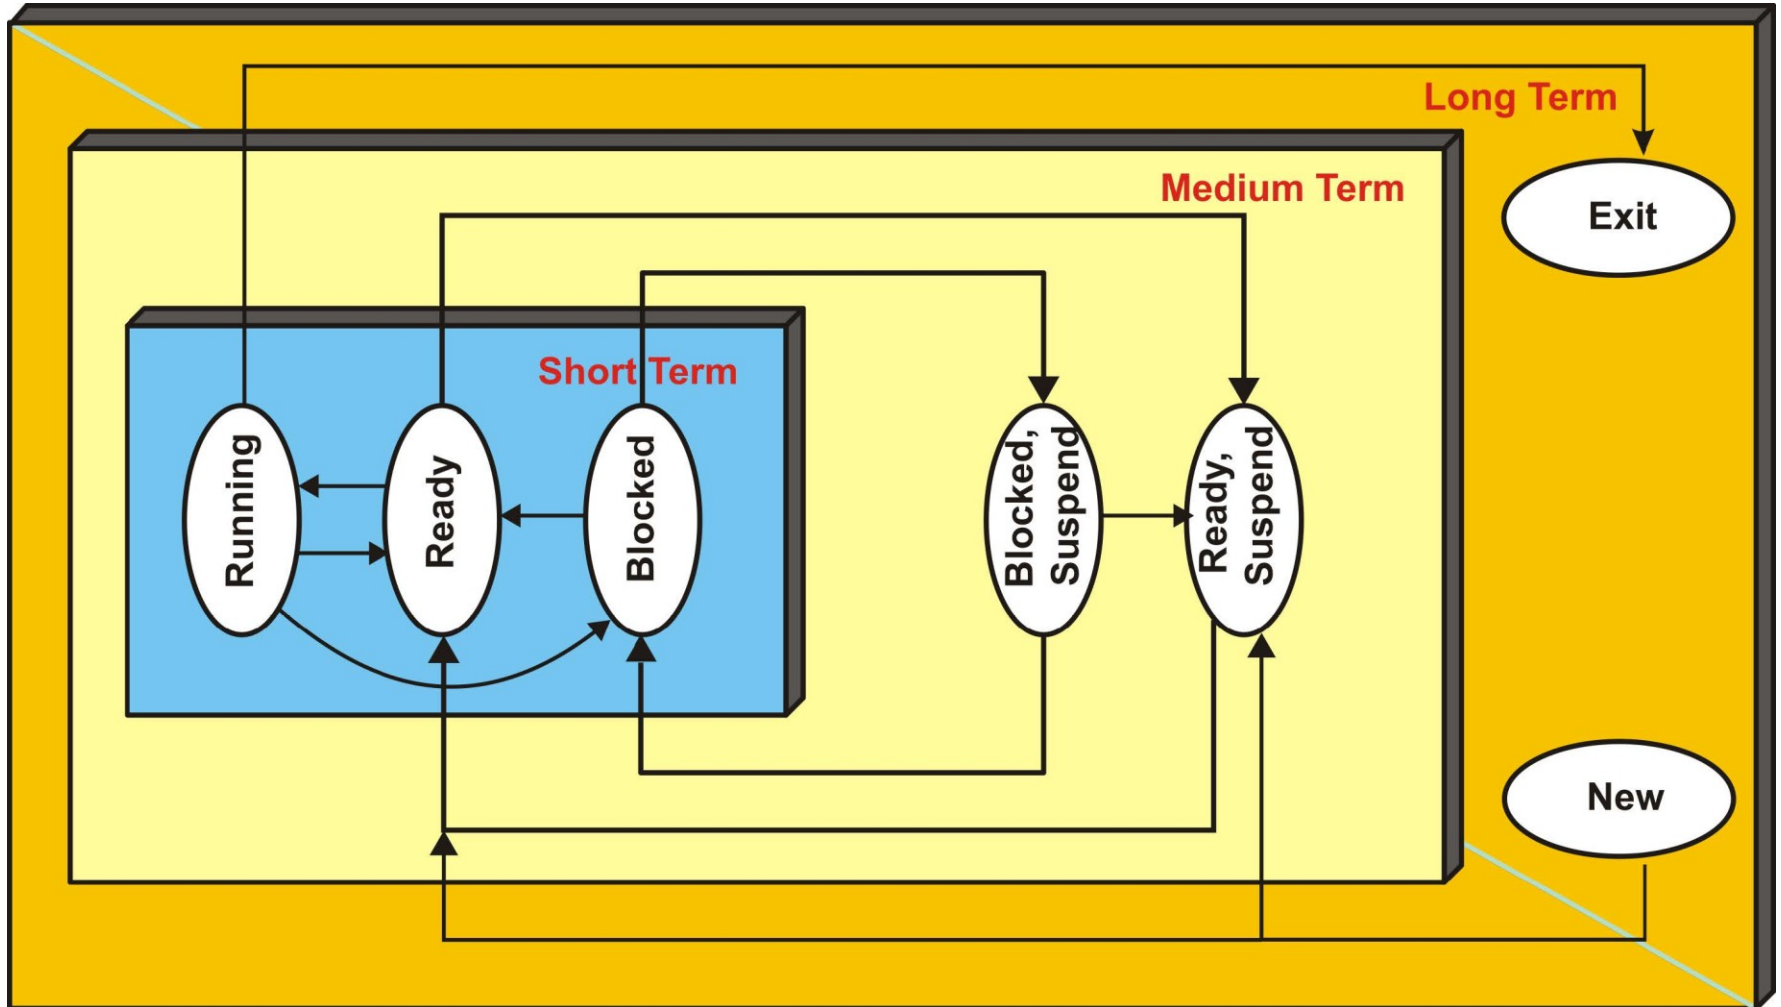 Long Term
Exit
Medium Term
Short Term
Running
Ready
Blocked
Blocked,
Suspend
Ready,
Suspend
New